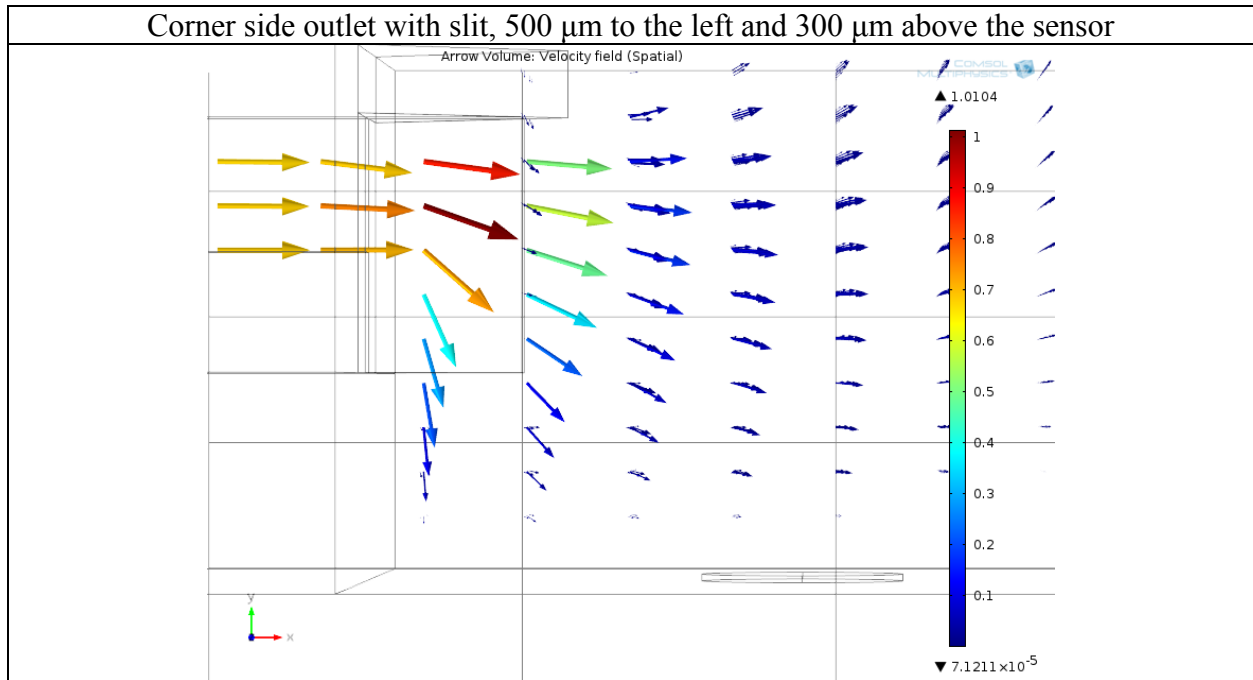 Corner side outlet with slit, 500 μm to the left and 300 μm above the sensor
Arrow Volume: Velocity field (Spatial)
COMSOL
MULTIPHYSICS
▲ 1.0104
1
0.9
0.8
0.7
0.6
0.5
0.4
0.3
0.2
0.1
y
x
▼ 7.1211×10⁻⁵